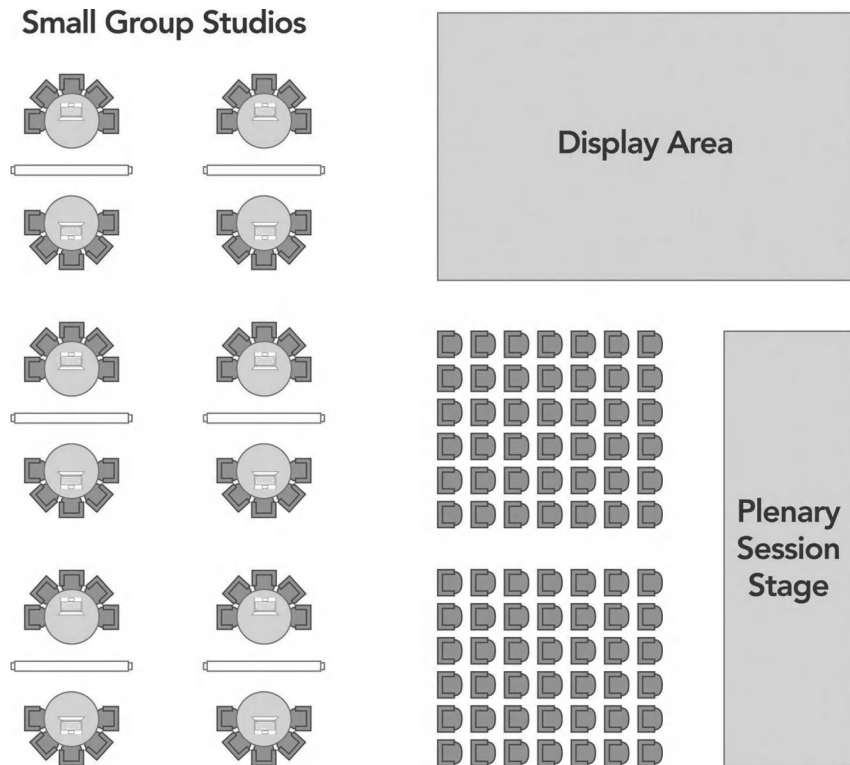 Small Group Studios
Display Area
Plenary
Session
Stage